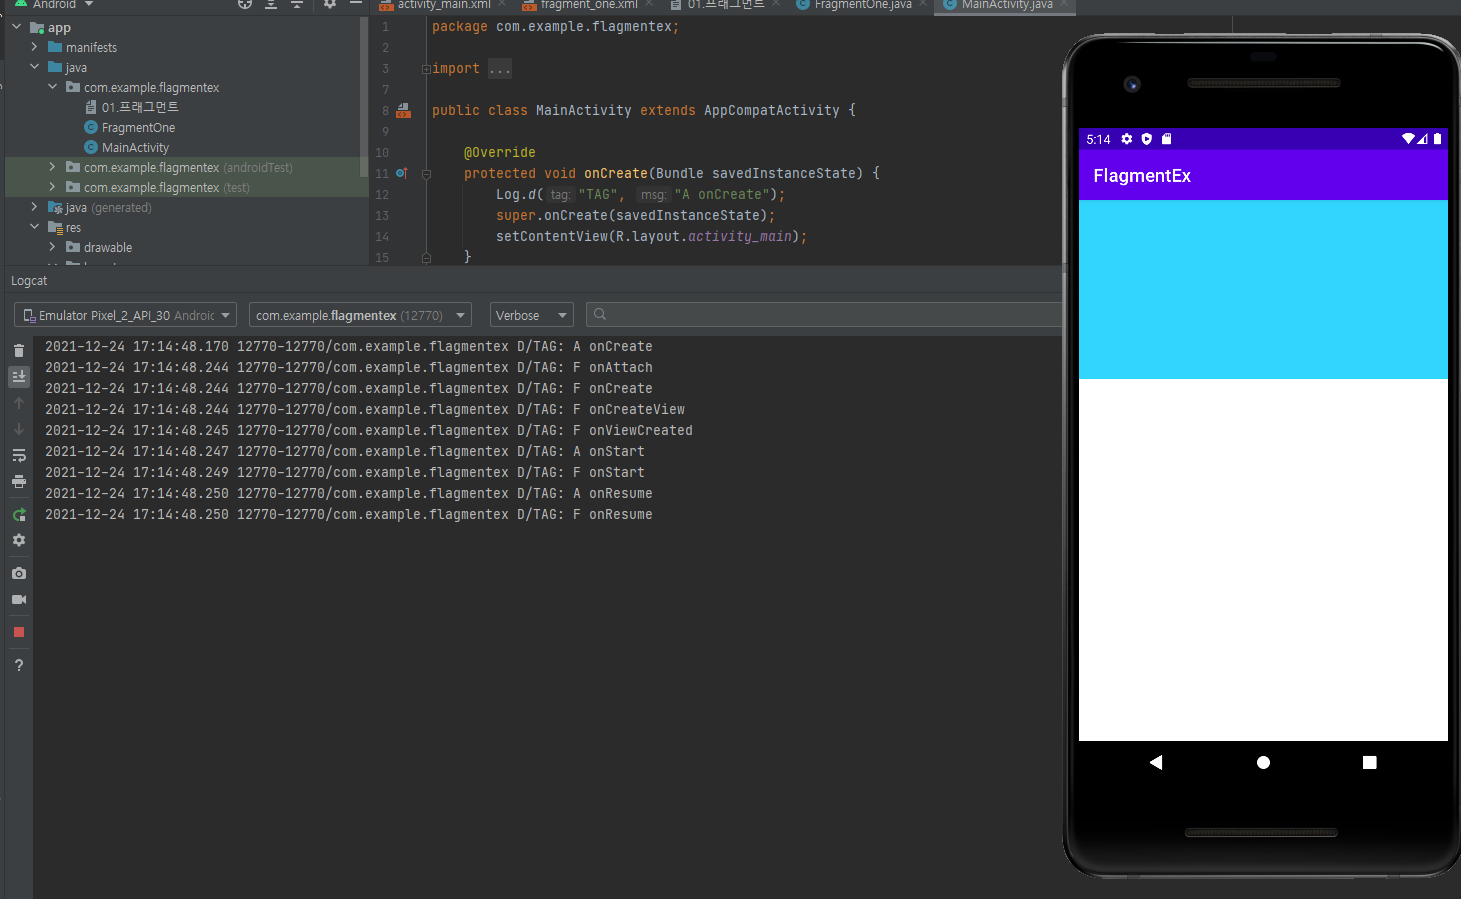 Android
activity_main.xml fragment_one.xml 01.프래그먼트 FragmentOne.java MainActivity.java
app
manifests
java
com.example.flagmentex
01.프래그먼트
FragmentOne
MainActivity
com.example.flagmentex (androidTest)
com.example.flagmentex (test)
java (generated)
res
drawable
1 package com.example.flagmentex;
2
3 import ...
7
8 public class MainActivity extends AppCompatActivity {
9
10 @Override
11 protected void onCreate(Bundle savedInstanceState) {
12 Log.d( tag: "TAG", msg: "A onCreate");
13 super.onCreate(savedInstanceState);
14 setContentView(R.layout.activity_main);
15 }
Logcat
Emulator Pixel_2_API_30 Androic com.example.flagmentex (12770) Verbose
2021-12-24 17:14:48.170 12770-12770/com.example.flagmentex D/TAG: A onCreate
2021-12-24 17:14:48.244 12770-12770/com.example.flagmentex D/TAG: F onAttach
2021-12-24 17:14:48.244 12770-12770/com.example.flagmentex D/TAG: F onCreate
2021-12-24 17:14:48.244 12770-12770/com.example.flagmentex D/TAG: F onCreateView
2021-12-24 17:14:48.245 12770-12770/com.example.flagmentex D/TAG: F onViewCreated
2021-12-24 17:14:48.247 12770-12770/com.example.flagmentex D/TAG: A onStart
2021-12-24 17:14:48.249 12770-12770/com.example.flagmentex D/TAG: F onStart
2021-12-24 17:14:48.250 12770-12770/com.example.flagmentex D/TAG: A onResume
2021-12-24 17:14:48.250 12770-12770/com.example.flagmentex D/TAG: F onResume
5:14
FlagmentEx